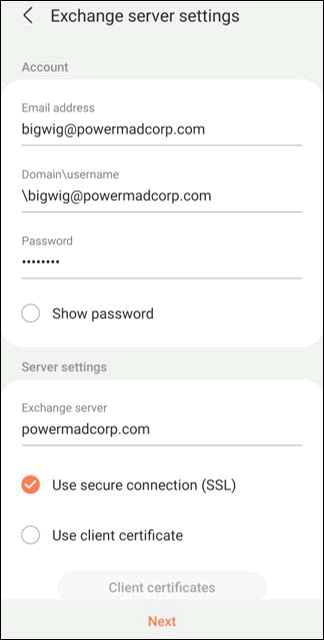 Exchange server settings
Account
Email address
bigwig@powermadcorp.com
Domain\username
\bigwig@powermadcorp.com
Password
••••••••
Show password
Server settings
Exchange server
powermadcorp.com
Use secure connection (SSL)
Use client certificate
Client certificates
Next